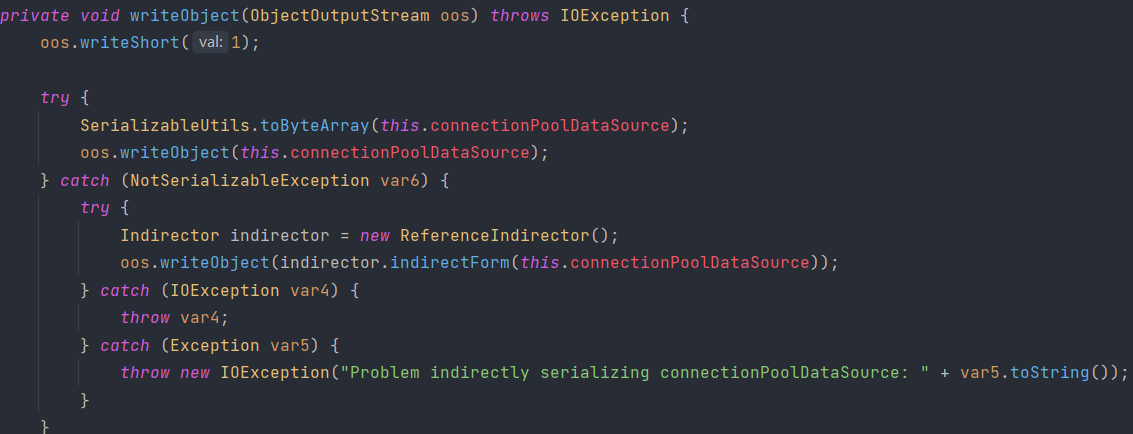 private void writeObject(ObjectOutputStream oos) throws IOException {
    oos.writeShort( val: 1);

    try {
        SerializableUtils.toByteArray(this.connectionPoolDataSource);
        oos.writeObject(this.connectionPoolDataSource);
    } catch (NotSerializableException var6) {
        try {
            Indirector indirector = new ReferenceIndirector();
            oos.writeObject(indirector.indirectForm(this.connectionPoolDataSource));
        } catch (IOException var4) {
            throw var4;
        } catch (Exception var5) {
            throw new IOException("Problem indirectly serializing connectionPoolDataSource: " + var5.toString());
        }
    }